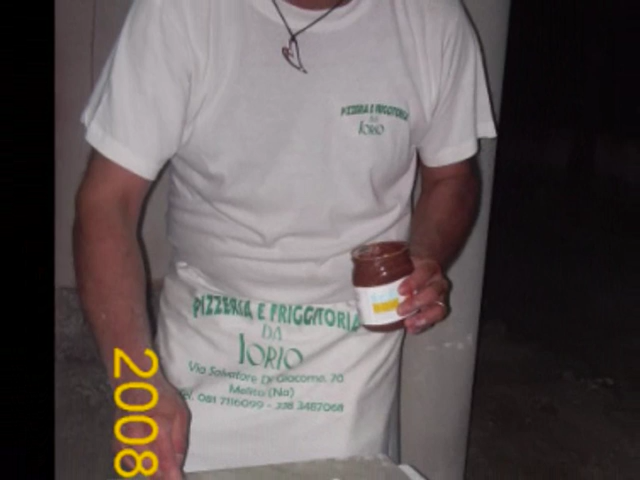 PIZZERIA E FRIGGITORIA
DA
IORIO
PIZZERIA E FRIGGITORIA
DA
IORIO
Via Salvatore Di Giacomo, 70
Melito (Na)
Tel. 081 7116099 - 338 3487068
2008